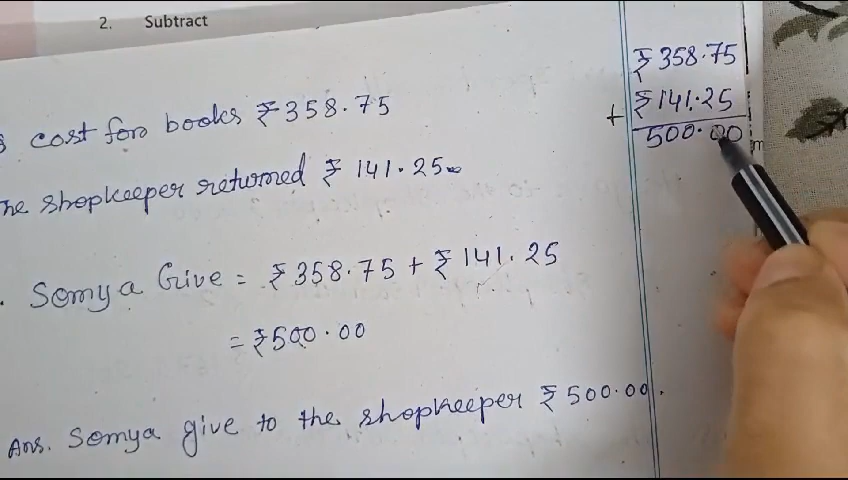 2. Subtract
cost for books ₹358.75
The shopkeeper returned ₹ 141.25
Somya Give = ₹358.75 + ₹141.25
= ₹500.00
Ans. Somya give to the shopkeeper ₹500.00.
₹358.75
+ ₹141.25
500.00